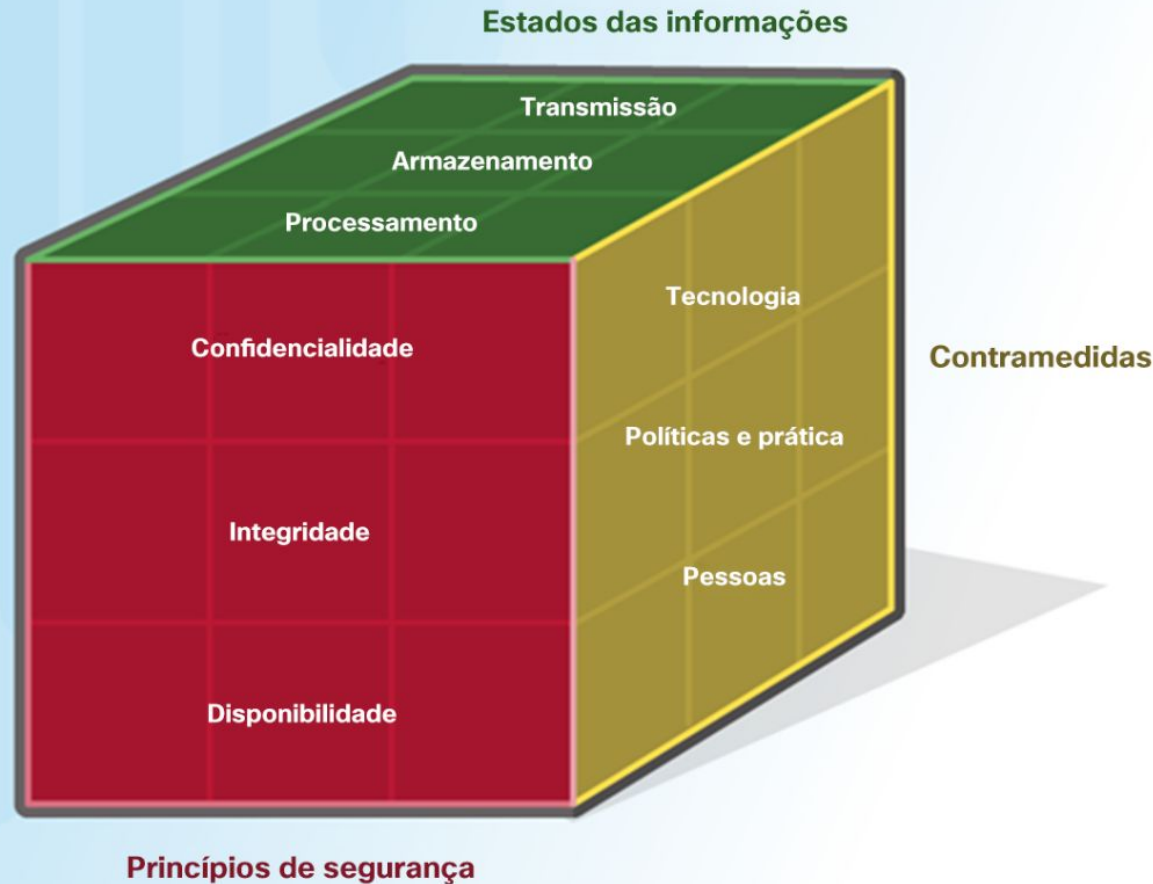 Estados das informações
Transmissão
Armazenamento
Processamento
Confidencialidade
Integridade
Disponibilidade
Tecnologia
Políticas e prática
Pessoas
Contramedidas
Princípios de segurança